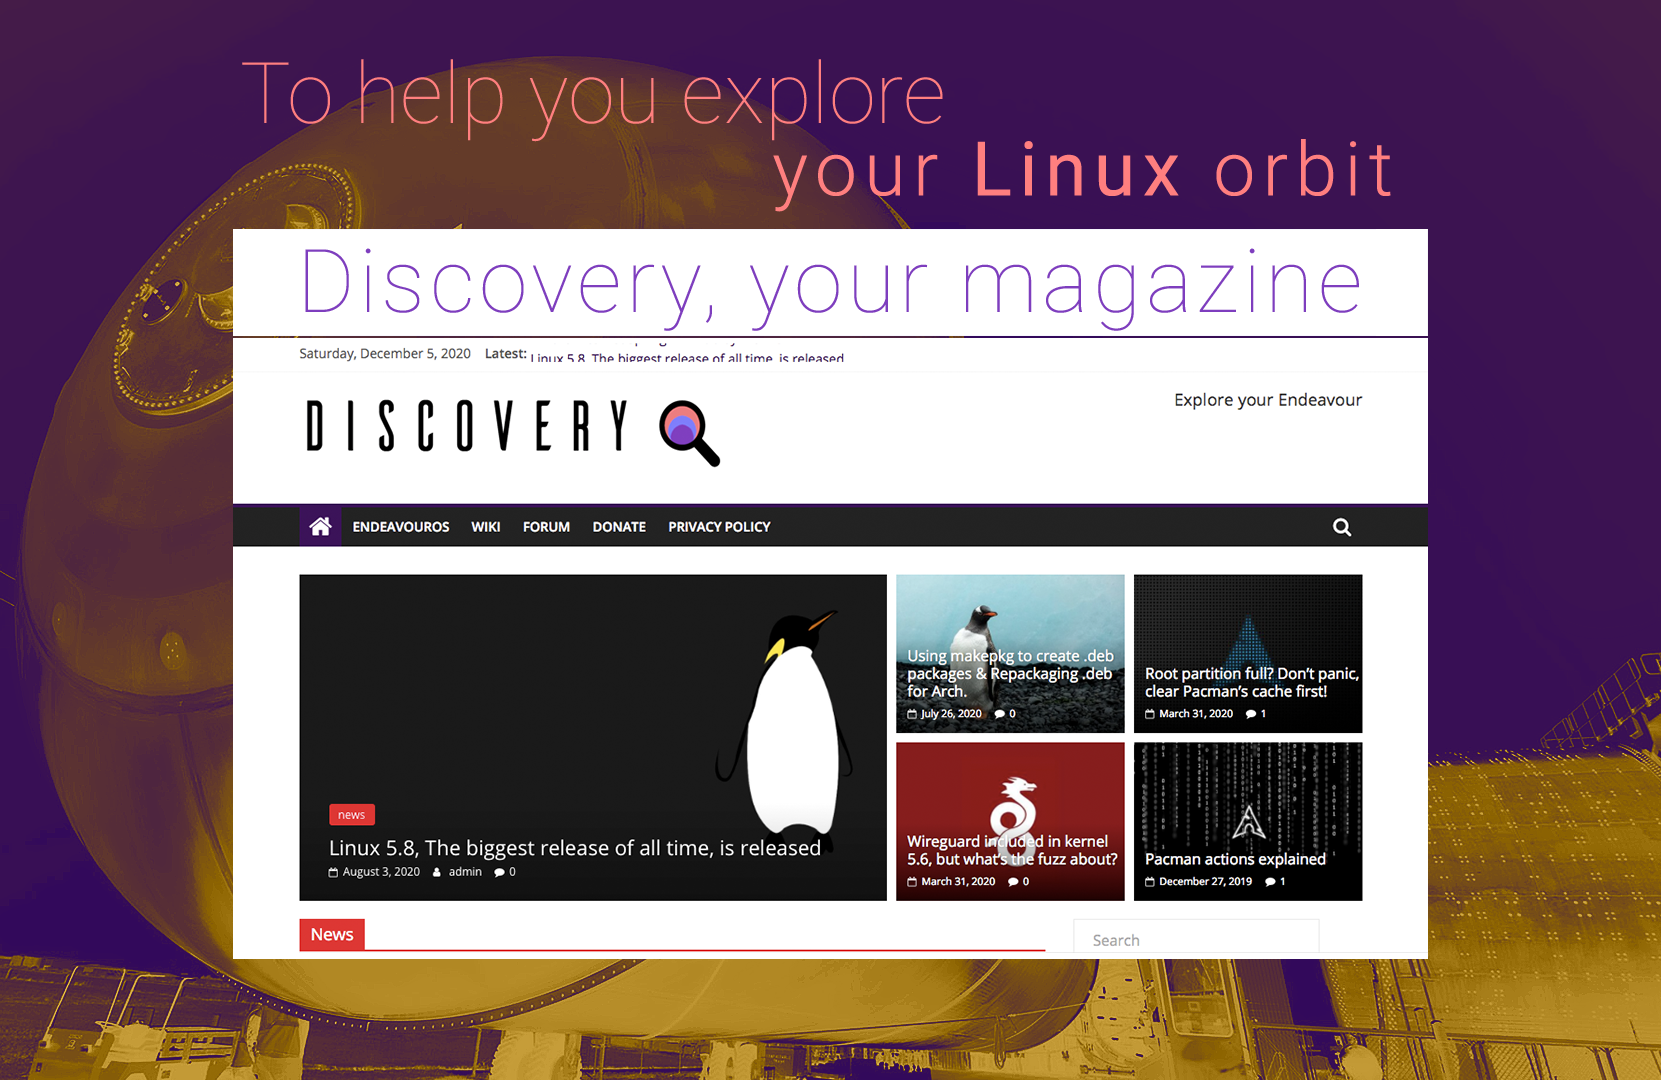 To help you explore
your Linux orbit
Discovery, your magazine
Saturday, December 5, 2020 Latest: Linux 5.8, The biggest release of all time, is released
DISCOVERY
Explore your Endeavour
ENDEAVOUROS WIKI FORUM DONATE PRIVACY POLICY
news
Linux 5.8, The biggest release of all time, is released
August 3, 2020 admin 0
Using makepkg to create .deb
packages & Repackaging .deb
for Arch.
July 26, 2020 0
Root partition full? Don't panic,
clear Pacman's cache first!
March 31, 2020 1
Wireguard included in kernel
5.6, but what's the fuzz about?
March 31, 2020 0
Pacman actions explained
December 27, 2019 1
News
Search